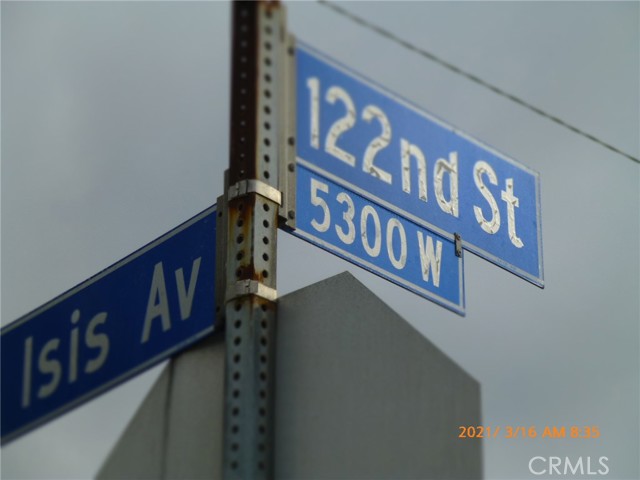 122nd St
5300 W
Isis Av
2021/ 3/16 AM 8:35
CRMLS